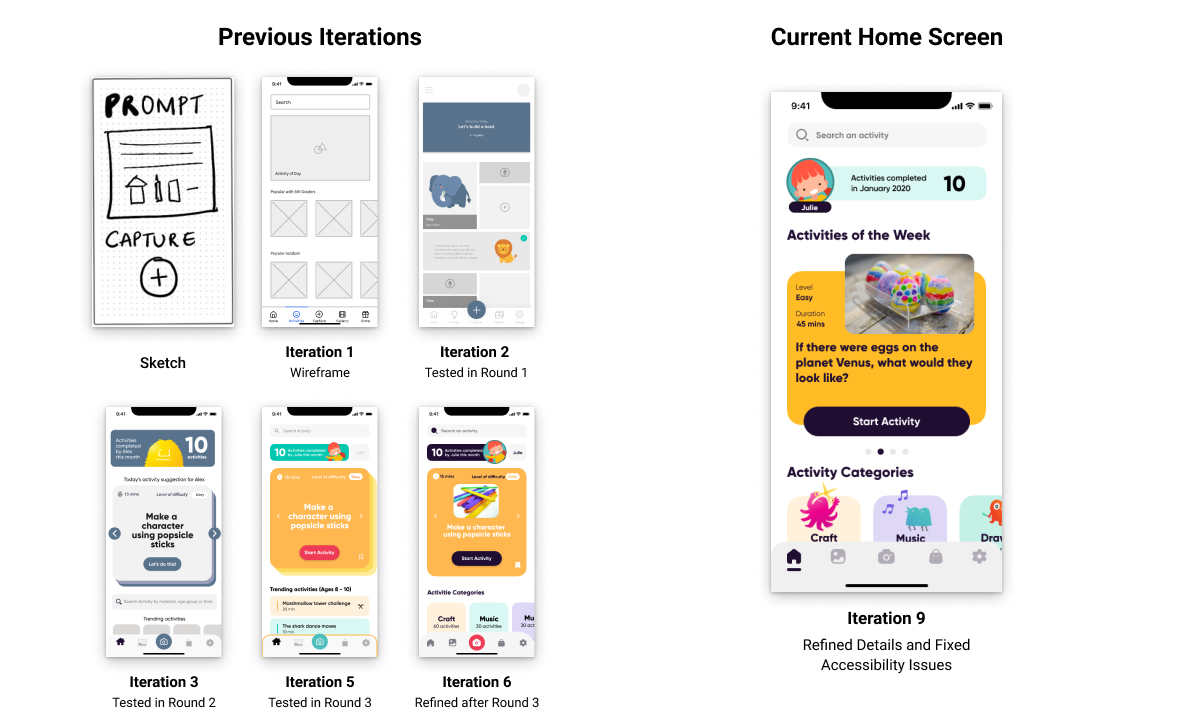 Previous Iterations
Current Home Screen
PROMPT
CAPTURE
Sketch
9:41
Search
Activity of Day
Popular with 5th Graders
Popular outdoor
Home
Activities
Capture
Gallery
Store
Iteration 1
Wireframe
Let's build a boat
Title
Title
Iteration 2
Tested in Round 1
9:41
Activities
completed
by Alex
this month
10
activities
Today's activity suggestion for Alex
15 mins
Level of difficulty
Easy
Make a
character
using popsicle
sticks
Let's do this!
Search Activity by material, age group or time
Trending activities
Iteration 3
Tested in Round 2
9:41
Search Activity
10
Activities completed
by Julie this month
Julie
15 mins
Level of difficulty
Easy
Make a
character using
popsicle sticks
Start Activity
Trending activities (Ages 8 - 10)
Marshmallow tower challenge
20 min
The shark dance moves
10 min
Iteration 5
Tested in Round 3
9:41
Search an activity
10
Activities completed
by Julie this month
Julie
15 mins
Level of difficulty
Easy
Make a character using
popsicle sticks
Start Activity
Activitie Categories
Craft
60 activities
Music
30 activities
Mu
30 act
Iteration 6
Refined after Round 3
9:41
Search an activity
Julie
Activities completed
in January 2020
10
Activities of the Week
Level
Easy
Duration
45 mins
If there were eggs on the
planet Venus, what would they
look like?
Start Activity
Activity Categories
Craft
Music
Drav
Iteration 9
Refined Details and Fixed
Accessibility Issues